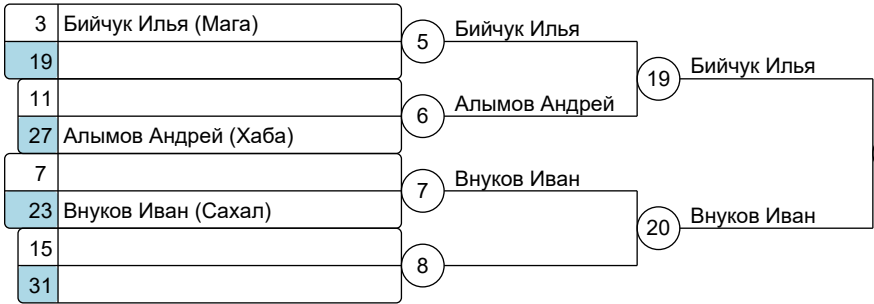 3 Бийчук Илья (Мага)
19
11
27 Алымов Андрей (Хаба)
7
23 Внуков Иван (Сахал)
15
31
5 Бийчук Илья
6 Алымов Андрей
7 Внуков Иван
8
19 Бийчук Илья
20 Внуков Иван